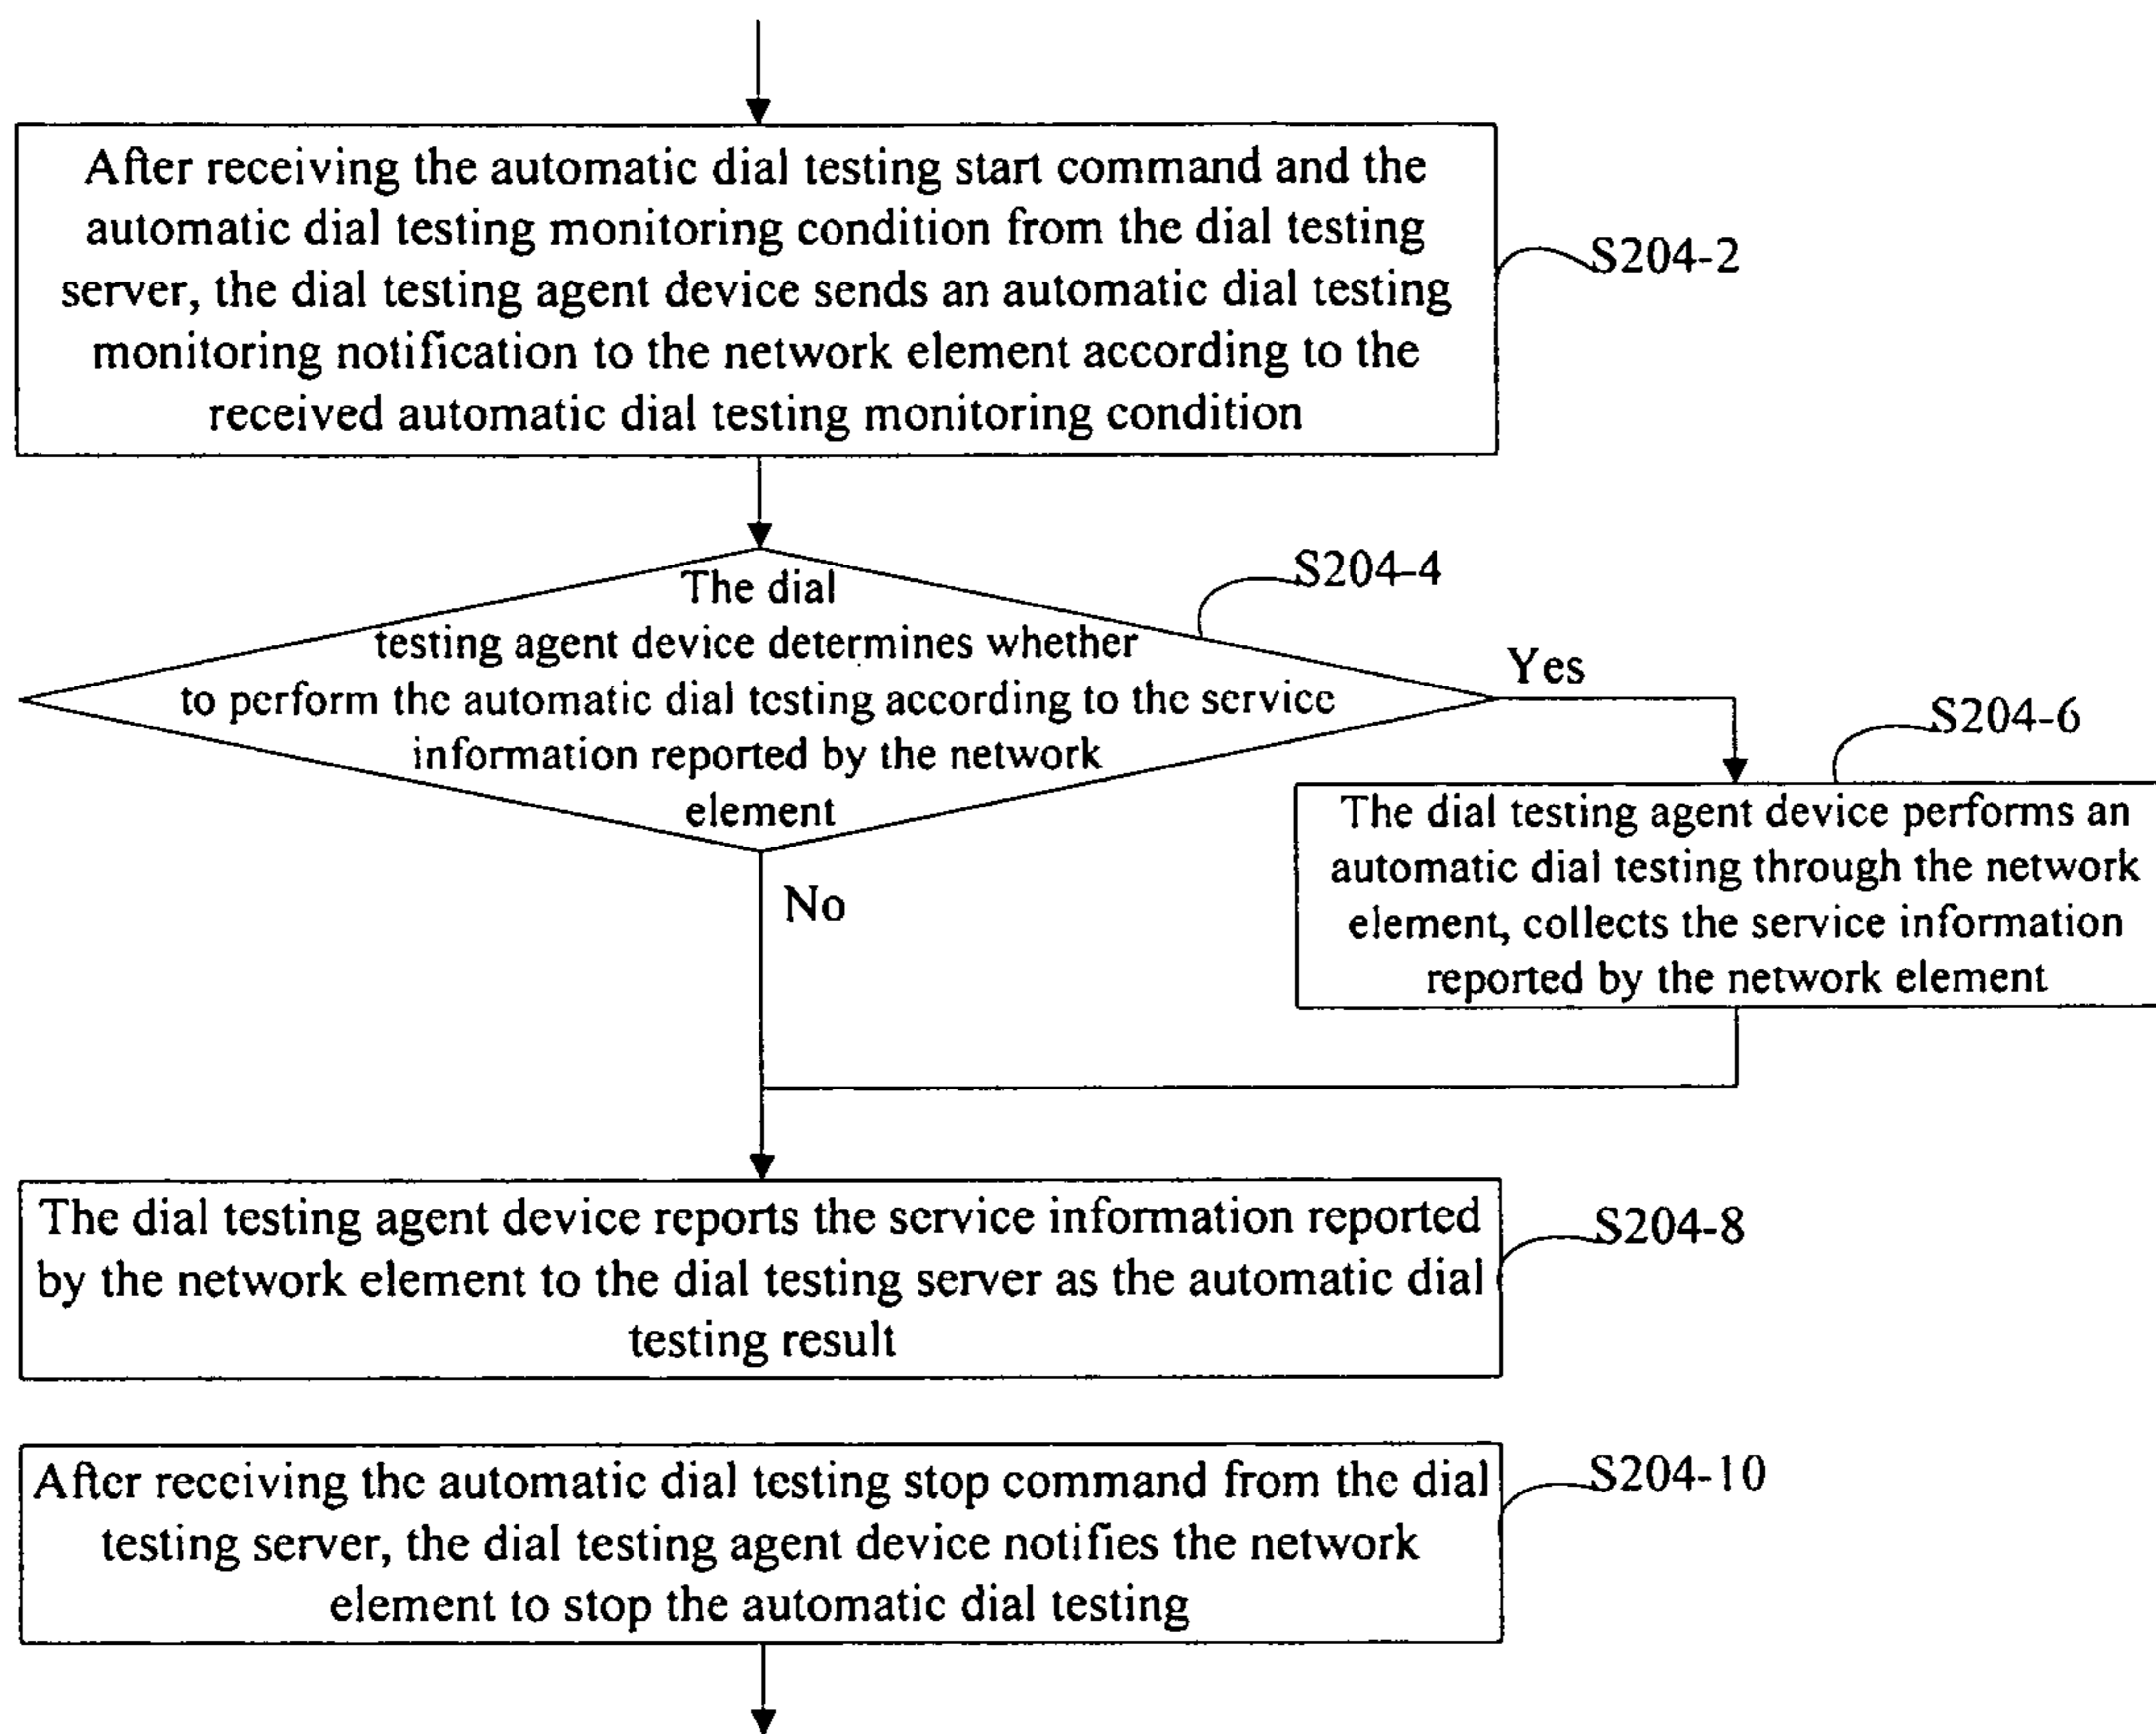 After receiving the automatic dial testing start command and the
automatic dial testing monitoring condition from the dial testing
server, the dial testing agent device sends an automatic dial testing
monitoring notification to the network element according to the
received automatic dial testing monitoring condition
S204-2
The dial
testing agent device determines whether
to perform the automatic dial testing according to the service
information reported by the network
element
S204-4
Yes
S204-6
The dial testing agent device performs an
automatic dial testing through the network
element, collects the service information
reported by the network element
No
The dial testing agent device reports the service information reported
by the network element to the dial testing server as the automatic dial
testing result
S204-8
After receiving the automatic dial testing stop command from the dial
testing server, the dial testing agent device notifies the network
element to stop the automatic dial testing
S204-10